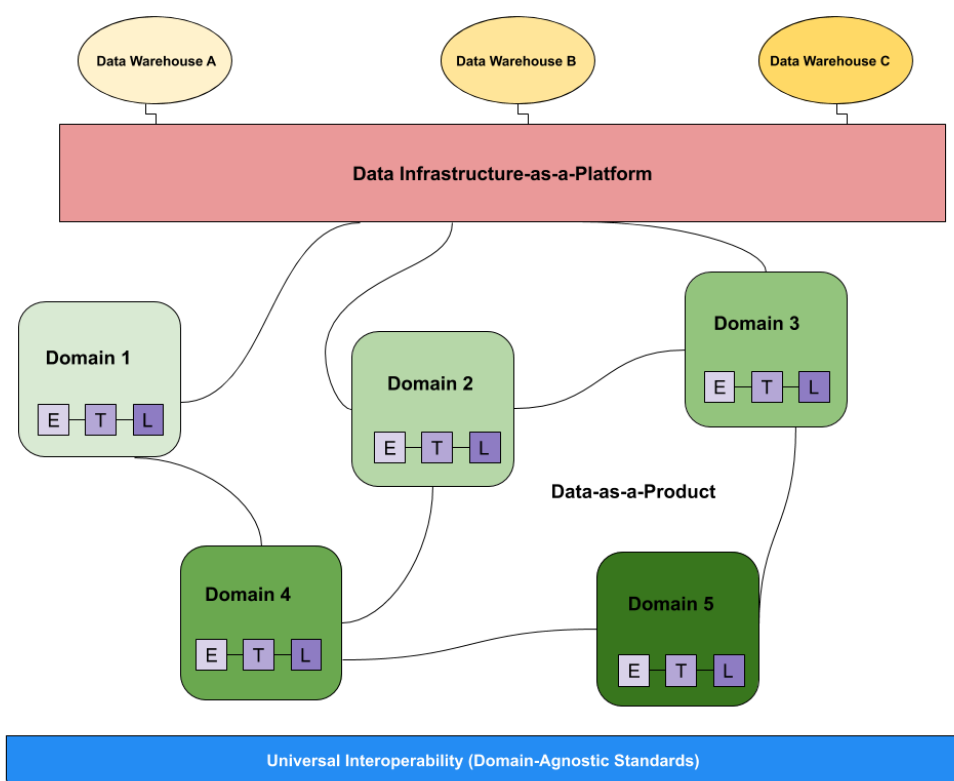 Data Warehouse A
Data Warehouse B
Data Warehouse C
Data Infrastructure-as-a-Platform
Domain 1
E T L
Domain 2
E T L
Domain 3
E T L
Data-as-a-Product
Domain 4
E T L
Domain 5
E T L
Universal Interoperability (Domain-Agnostic Standards)